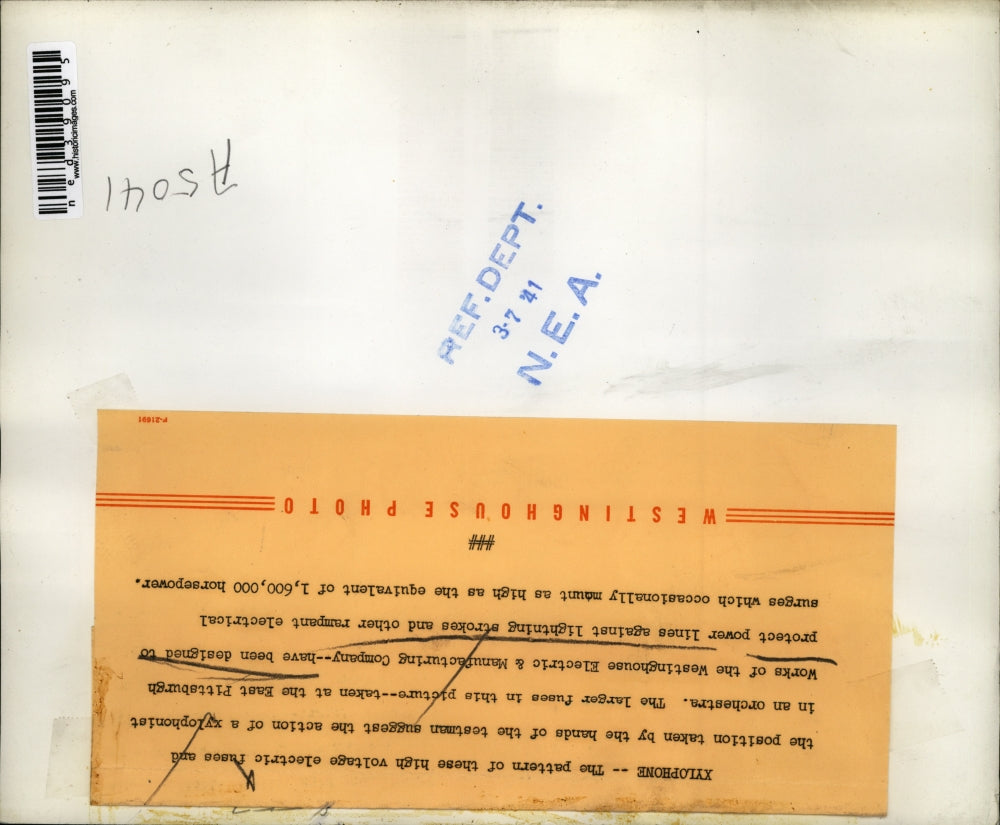 ned39095
www.historicimages.com
A5041
REF. DEPT.
3-7 '41
N. E. A.
XYLOPHONE -- The pattern of these high voltage electric fuses and
the position taken by the hands of the testman suggest the action of a xylophonist
in an orchestra. The larger fuses in this picture--taken at the East Pittsburgh
Works of the Westinghouse Electric & Manufacturing Company--have been designed to
protect power lines against lightning strokes and other rampant electrical
surges which occasionally mount as high as the equivalent of 1,600,000 horsepower.
###
WESTINGHOUSE PHOTO
F-21691